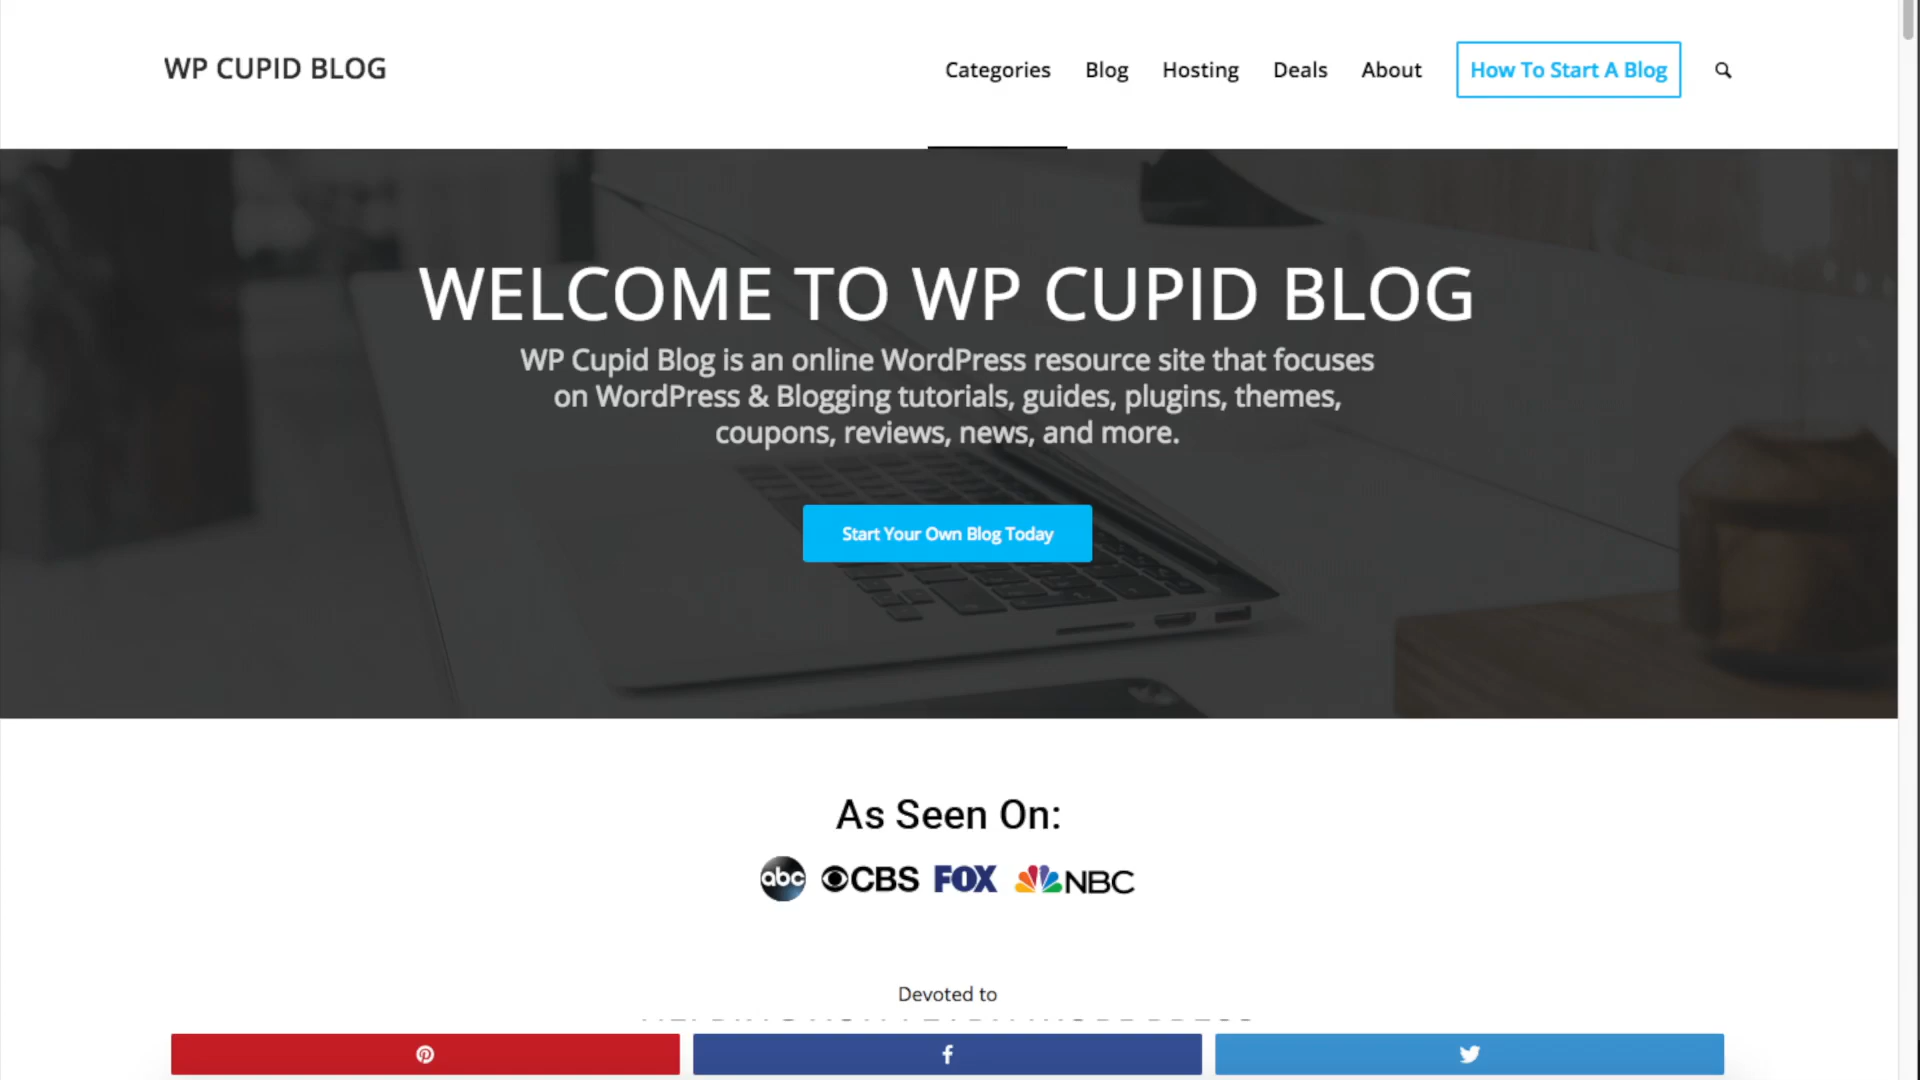 WP CUPID BLOG
Categories Blog Hosting Deals About How To Start A Blog
WELCOME TO WP CUPID BLOG
WP Cupid Blog is an online WordPress resource site that focuses
on WordPress & Blogging tutorials, guides, plugins, themes,
coupons, reviews, news, and more.
Start Your Own Blog Today
As Seen On:
abc CBS FOX NBC
Devoted to